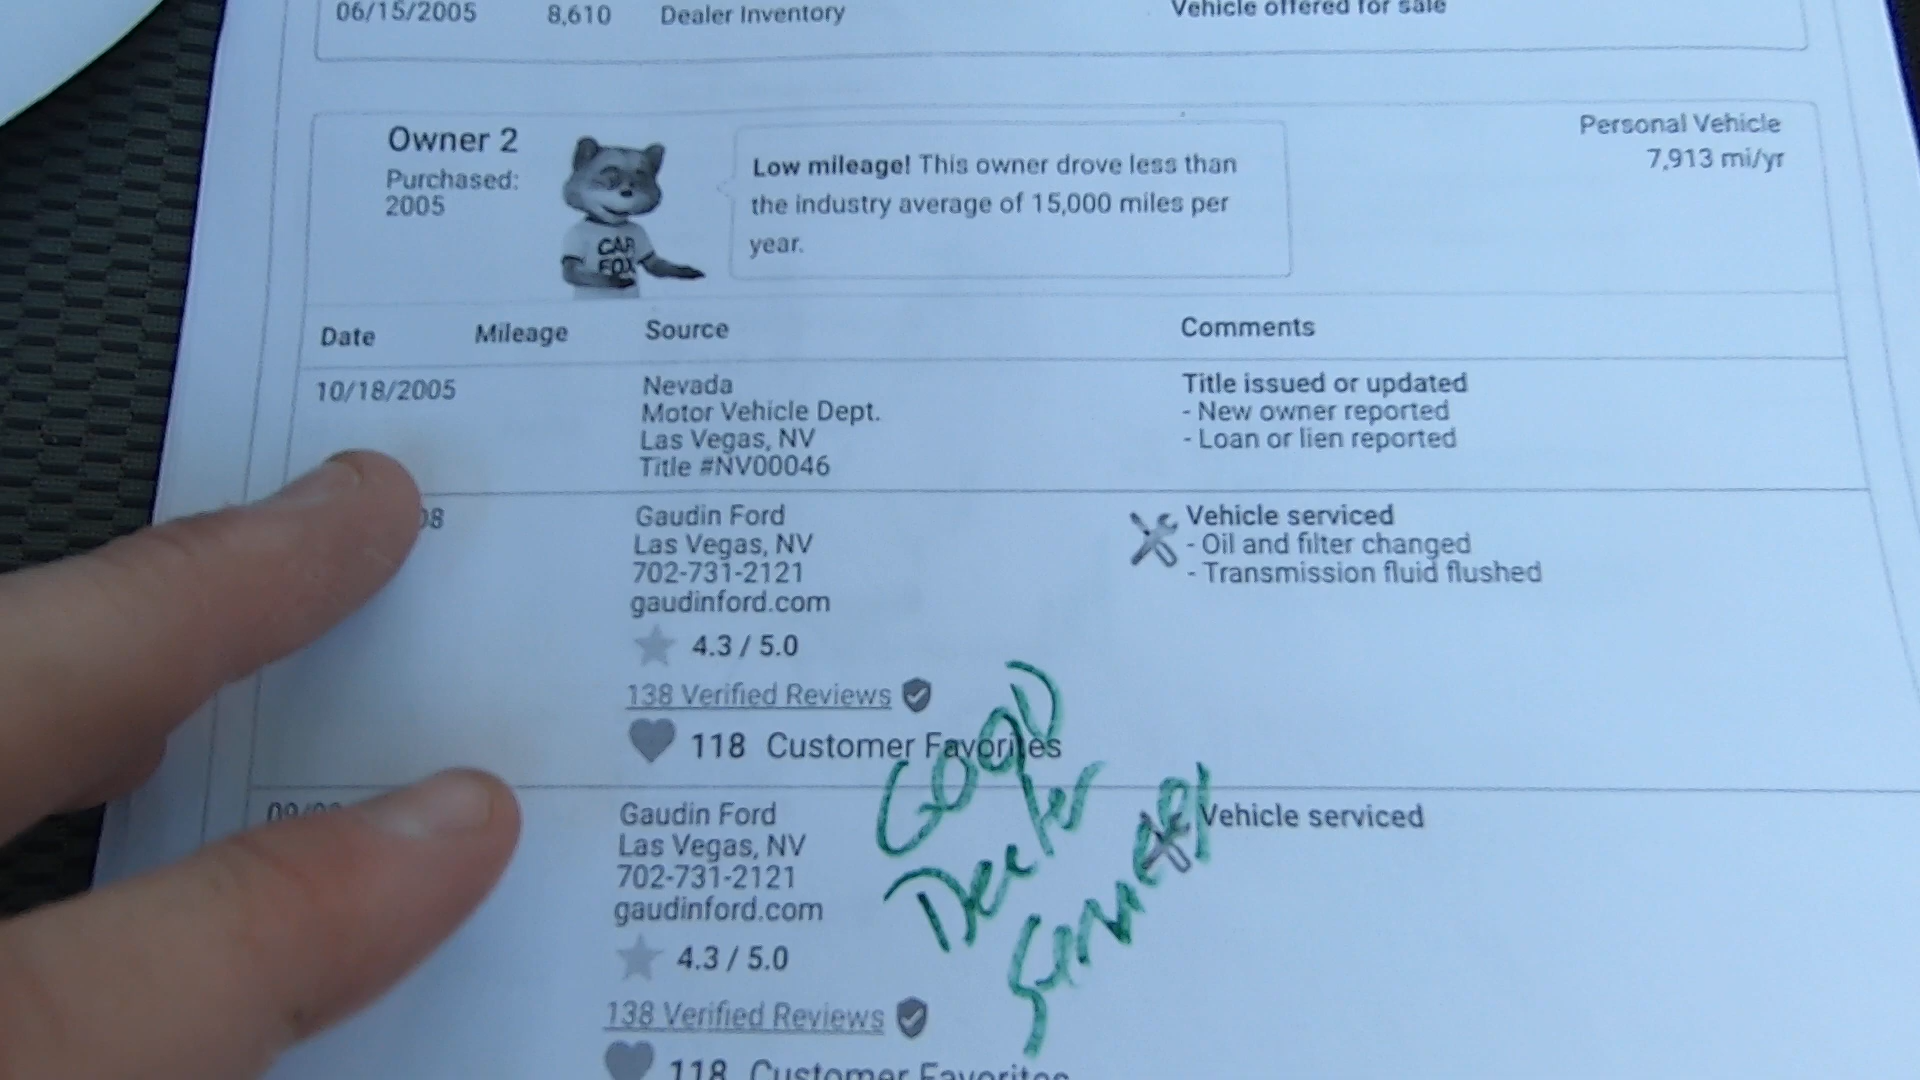 06/15/2005 8,610 Dealer Inventory Vehicle offered for sale
Owner 2
Purchased:
2005
CAR
FOX
Low mileage! This owner drove less than
the industry average of 15,000 miles per
year.
Personal Vehicle
7,913 mi/yr
Date Mileage Source Comments
10/18/2005
Nevada
Motor Vehicle Dept.
Las Vegas, NV
Title #NV00046
Title issued or updated
- New owner reported
- Loan or lien reported
08
Gaudin Ford
Las Vegas, NV
702-731-2121
gaudinford.com
4.3 / 5.0
138 Verified Reviews
118 Customer Favorites
Vehicle serviced
- Oil and filter changed
- Transmission fluid flushed
GOOD
09/
Gaudin Ford
Las Vegas, NV
702-731-2121
gaudinford.com
4.3 / 5.0
138 Verified Reviews
118 Customer Favorites
Vehicle serviced